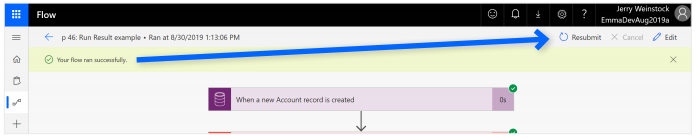 Flow
Jerry Weinstock
EmmaDevAug2019a
p 46: Run Result example • Ran at 8/30/2019 1:13:06 PM
Resubmit
Cancel
Edit
Your flow ran successfully.
When a new Account record is created
0s